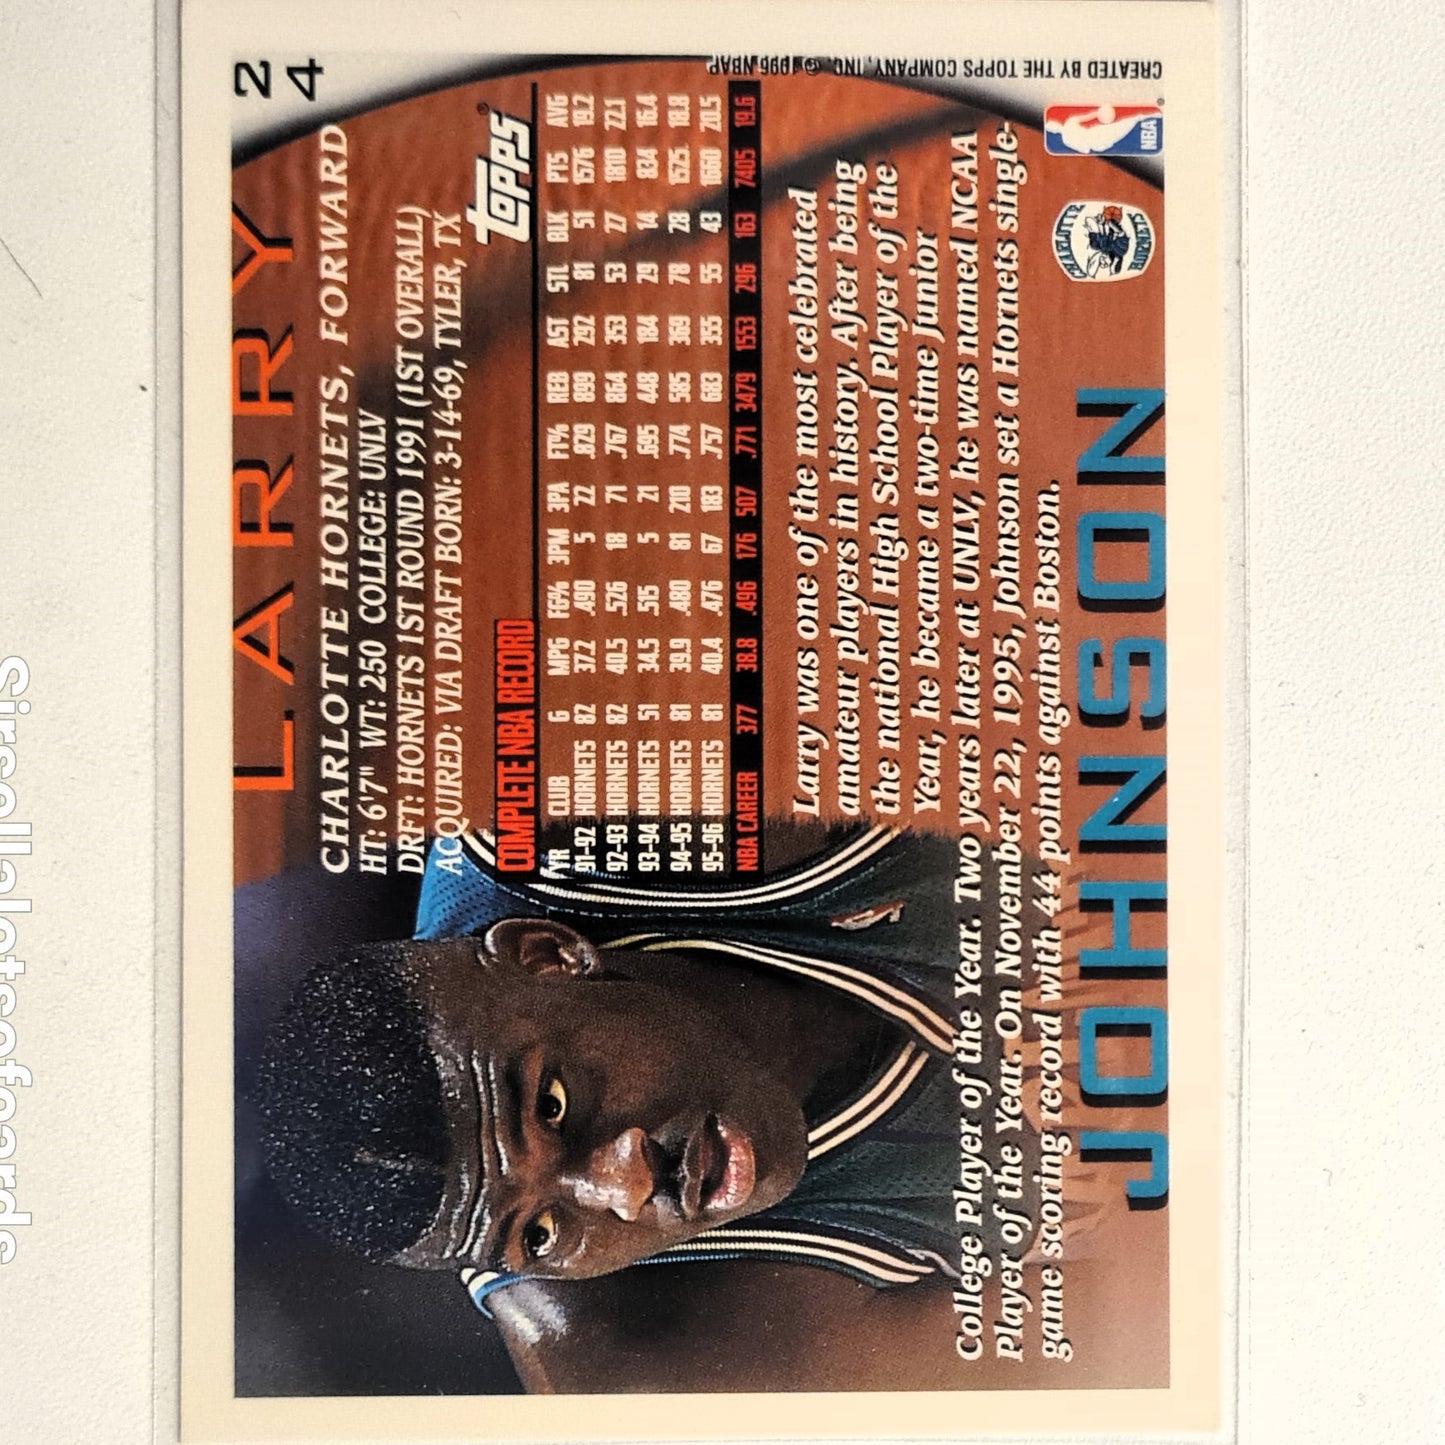 24
LARRY
CHARLOTTE HORNETS, FORWARD
HT: 6'7" WT: 250 COLLEGE: UNLV
DRFT: HORNETS 1ST ROUND 1991 (1ST OVERALL)
ACQUIRED: VIA DRAFT BORN: 3-14-69, TYLER, TX
TOPPS®
COMPLETE NBA RECORD
YR CLUB G MPG FG% 3PM 3PA FT% REB AST STL BLK PTS AVG
91-92 HORNETS 82 37.2 .490 5 22 .829 899 292 81 51 1576 19.2
92-93 HORNETS 82 40.5 .526 18 71 .767 864 353 53 27 1810 22.1
93-94 HORNETS 51 34.5 .515 5 21 .695 448 184 29 14 834 16.4
94-95 HORNETS 81 39.9 .480 81 210 .774 585 369 78 28 1525 18.8
95-96 HORNETS 81 40.4 .476 67 183 .757 683 355 55 43 1660 20.5
NBA CAREER 377 38.8 .496 176 507 .771 3479 1553 296 163 7405 19.6
Larry was one of the most celebrated
amateur players in history. After being
the national High School Player of the
Year, he became a two-time Junior
College Player of the Year. Two years later at UNLV, he was named NCAA
Player of the Year. On November 22, 1995, Johnson set a Hornets single-
game scoring record with 44 points against Boston.
JOHNSON
CHARLOTTE
HORNETS
NBA
CREATED BY THE TOPPS COMPANY, INC. © 1996 NBAP
Sirsellalotsofcards